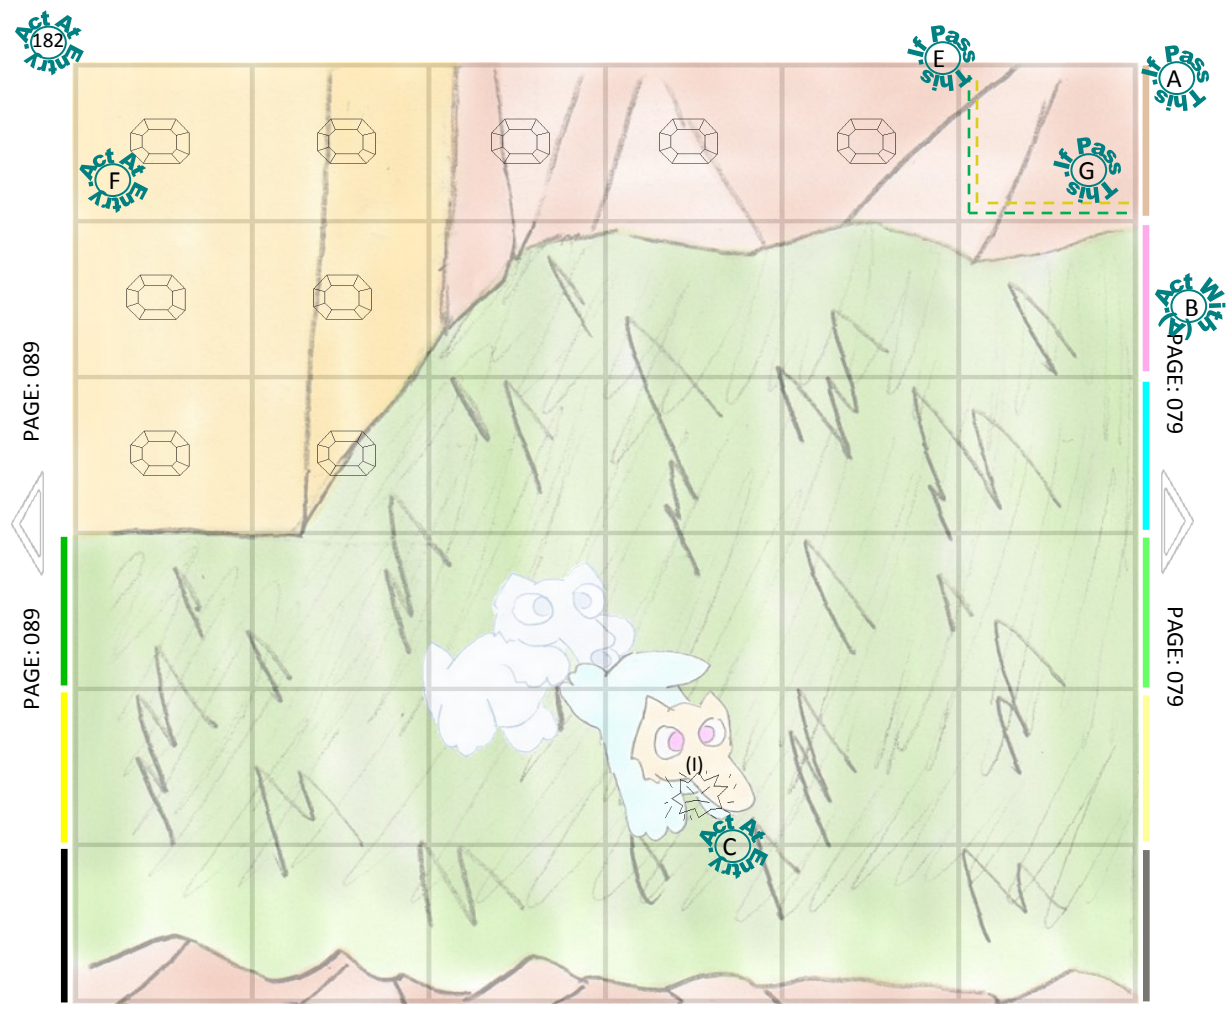 .Act At Entry
182
.If Pass This
E
.If Pass This
A
.Act At Entry
F
.If Pass This
G
.Act With (A)
B
PAGE: 089
PAGE: 079
PAGE: 089
PAGE: 079
(I)
.Act At Entry
C